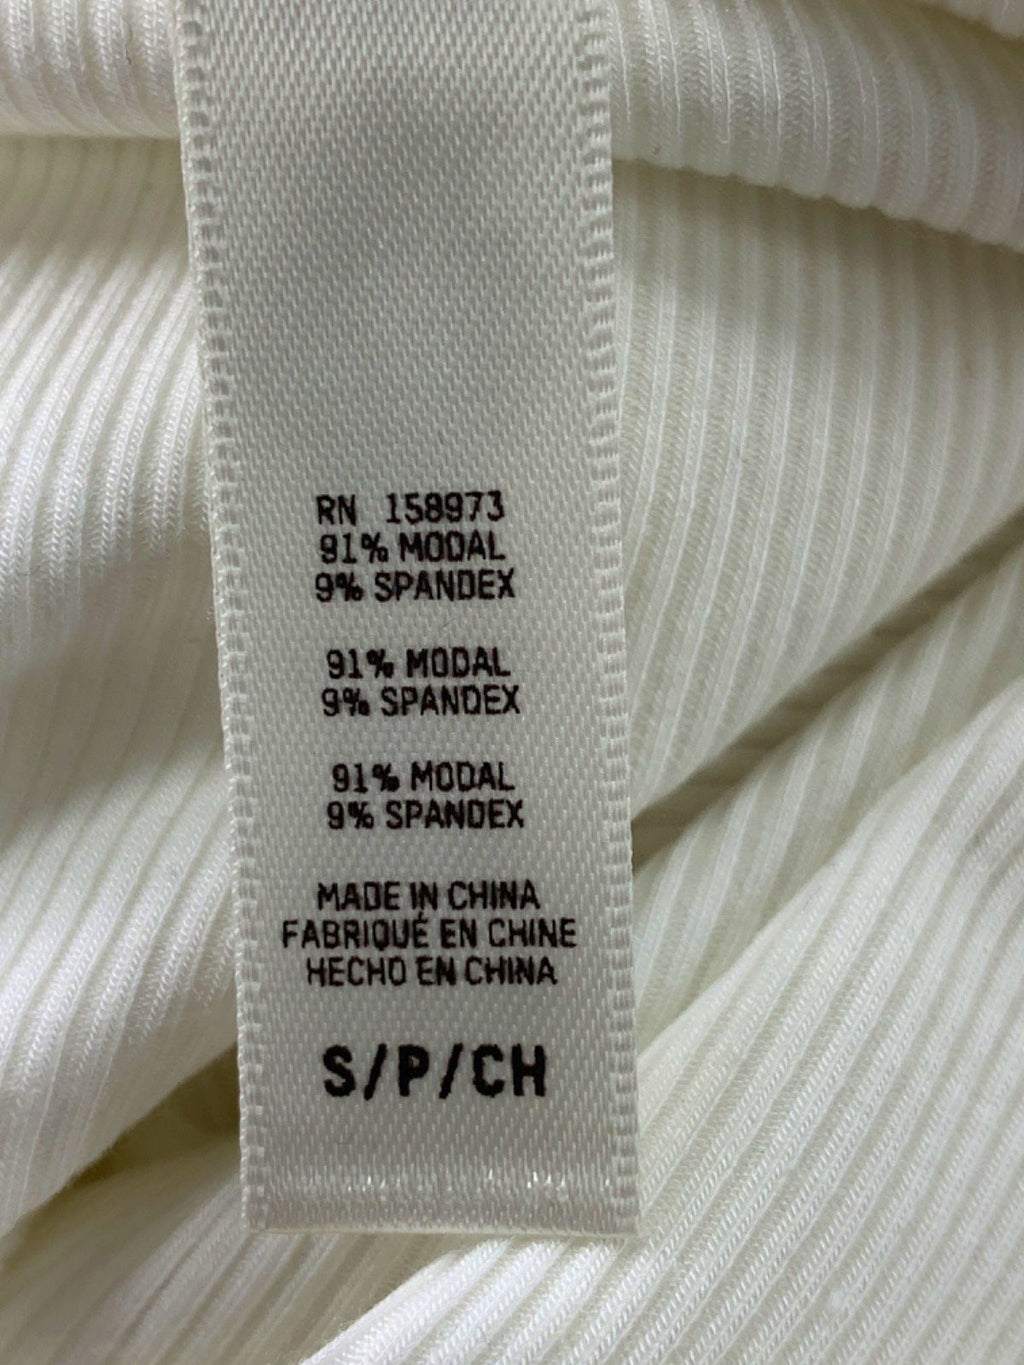 RN 158973
91% MODAL
9% SPANDEX
91% MODAL
9% SPANDEX
91% MODAL
9% SPANDEX
MADE IN CHINA
FABRIQUÉ EN CHINE
HECHO EN CHINA
S/P/CH